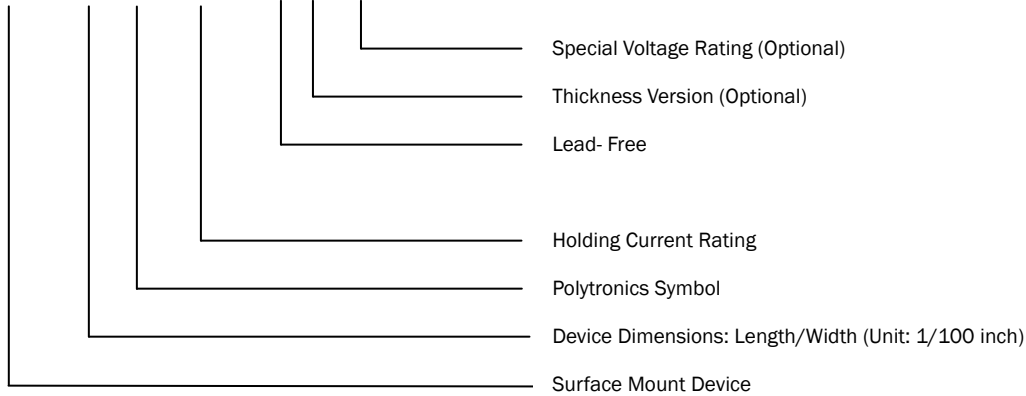 Special Voltage Rating (Optional)
Thickness Version (Optional)
Lead- Free
Holding Current Rating
Polytronics Symbol
Device Dimensions: Length/Width (Unit: 1/100 inch)
Surface Mount Device